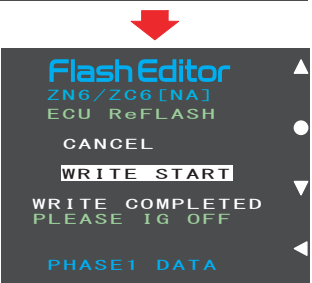 Flash Editor
ZN6/ZC6[NA]
ECU ReFLASH
CANCEL
WRITE START
WRITE COMPLETED
PLEASE IG OFF
PHASE1 DATA